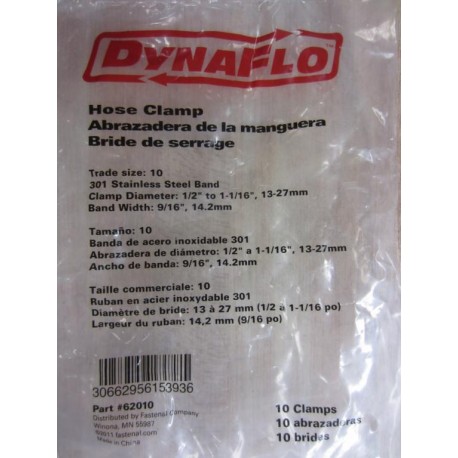 DYNAFLO™
Hose Clamp
Abrazadera de la manguera
Bride de serrage
Trade size: 10
301 Stainless Steel Band
Clamp Diameter: 1/2" to 1-1/16", 13-27mm
Band Width: 9/16", 14.2mm
Tamaño: 10
Banda de acero inoxidable 301
Abrazadera de diámetro: 1/2" a 1-1/16", 13-27mm
Ancho de banda: 9/16", 14.2mm
Taille commerciale: 10
Ruban en acier inoxydable 301
Diamètre de bride: 13 à 27 mm (1/2 à 1-1/16 po)
Largeur du ruban: 14,2 mm (9/16 po)
30662956153936
Part #62010
Distributed by Fastenal Company
Winona, MN 55987
fastenal.com
Made in China
10 Clamps
10 abrazaderas
10 brides